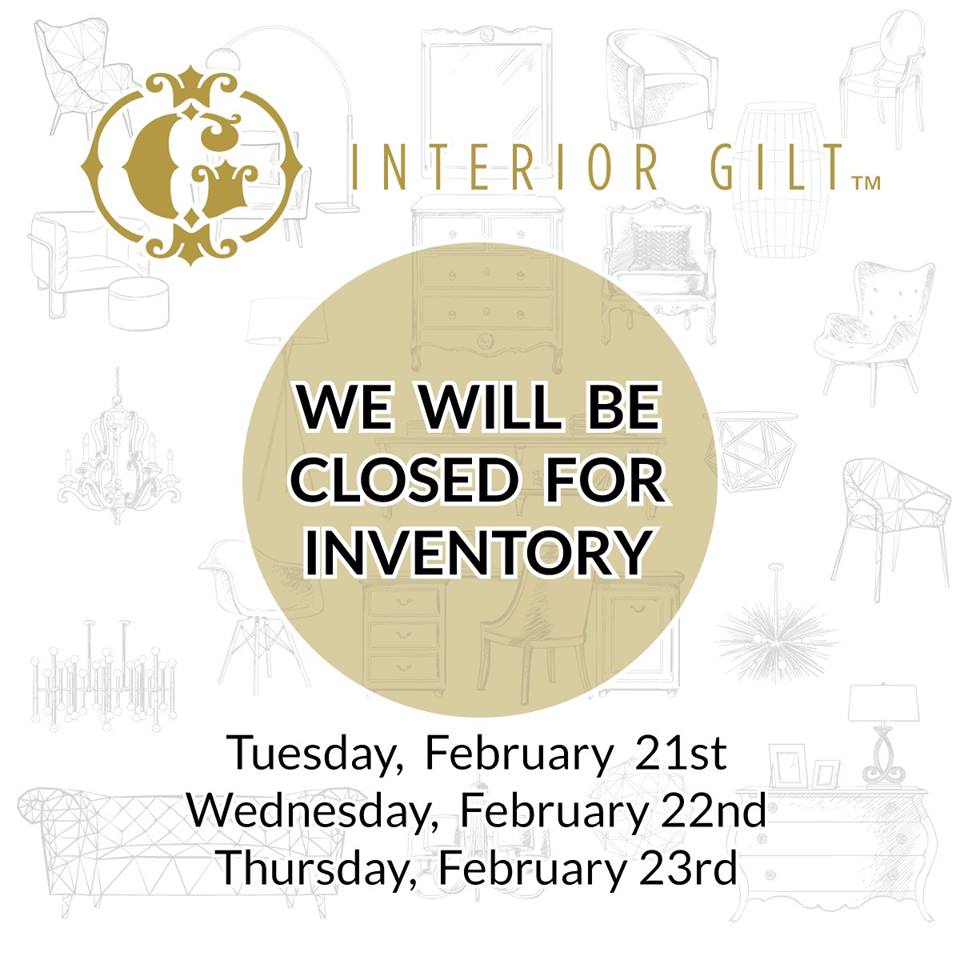 G
INTERIOR GILT™
WE WILL BE
CLOSED FOR
INVENTORY
Tuesday, February 21st
Wednesday, February 22nd
Thursday, February 23rd